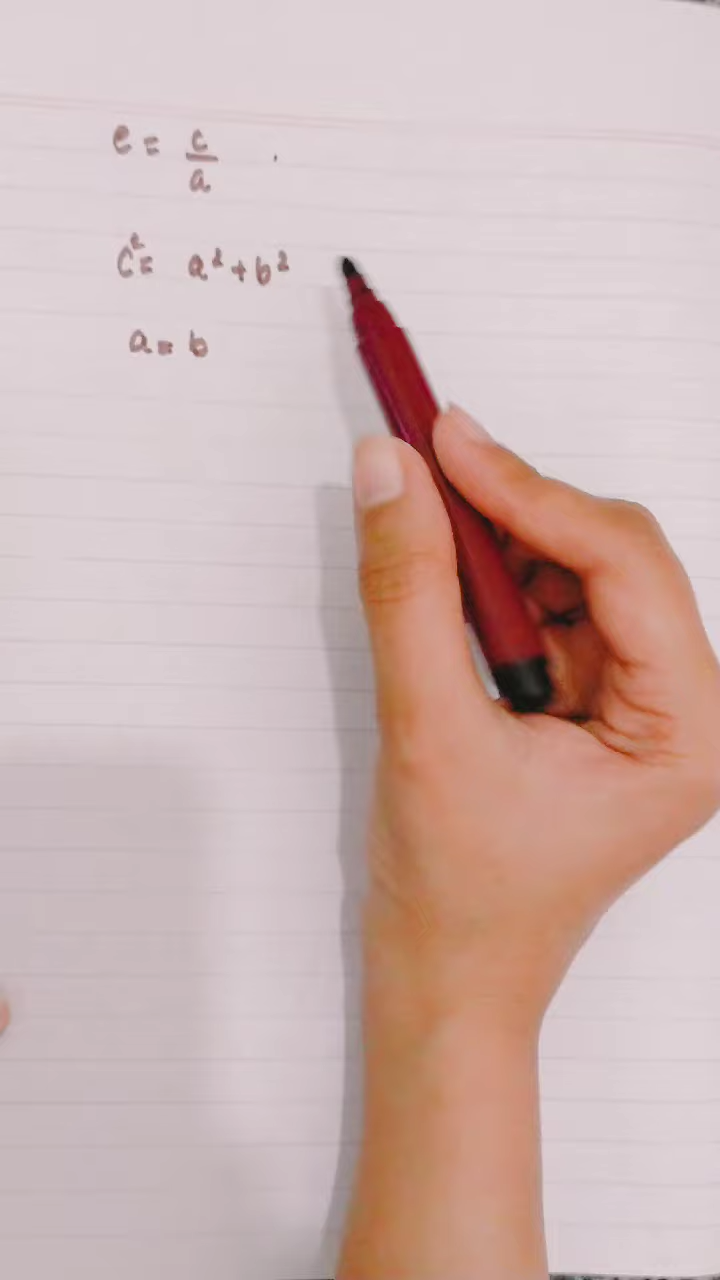 e = c/a .
c² = a² + b²
a = b